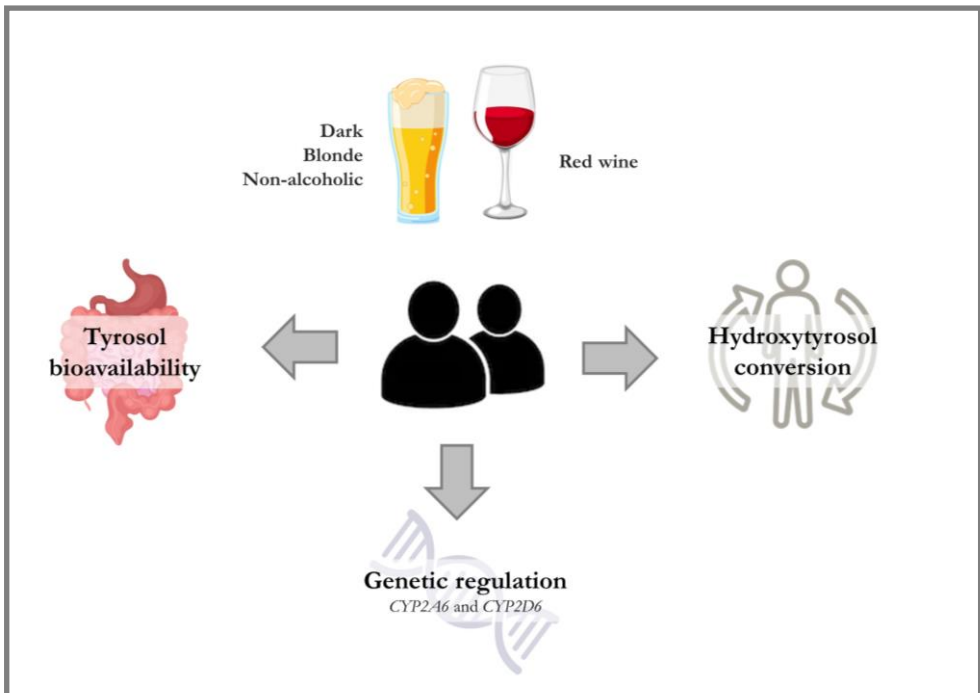 Dark
Blonde
Non-alcoholic
Red wine
Tyrosol
bioavailability
Hydroxytyrosol
conversion
Genetic regulation
CYP2A6 and CYP2D6